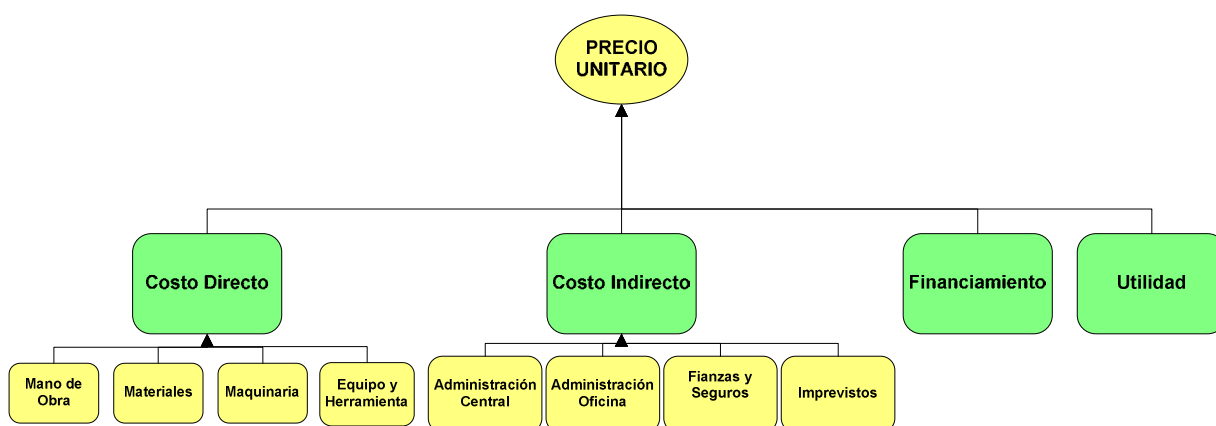 PRECIO
UNITARIO
Costo Directo
Costo Indirecto
Financiamiento
Utilidad
Mano de
Obra
Materiales
Maquinaria
Equipo y
Herramienta
Administración
Central
Administración
Oficina
Fianzas y
Seguros
Imprevistos